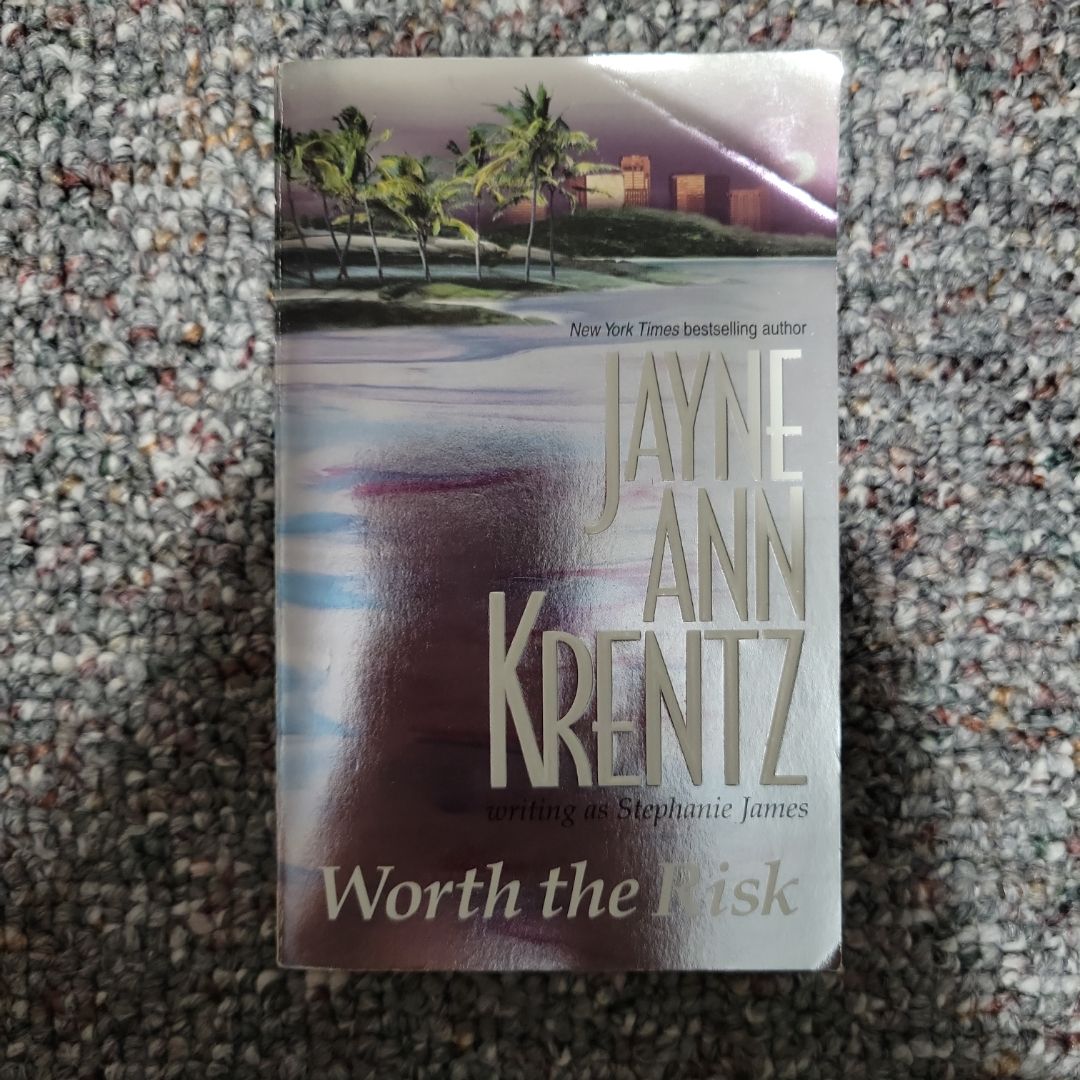 New York Times bestselling author
JAYNE
ANN
KRENTZ
writing as Stephanie James
Worth the Risk